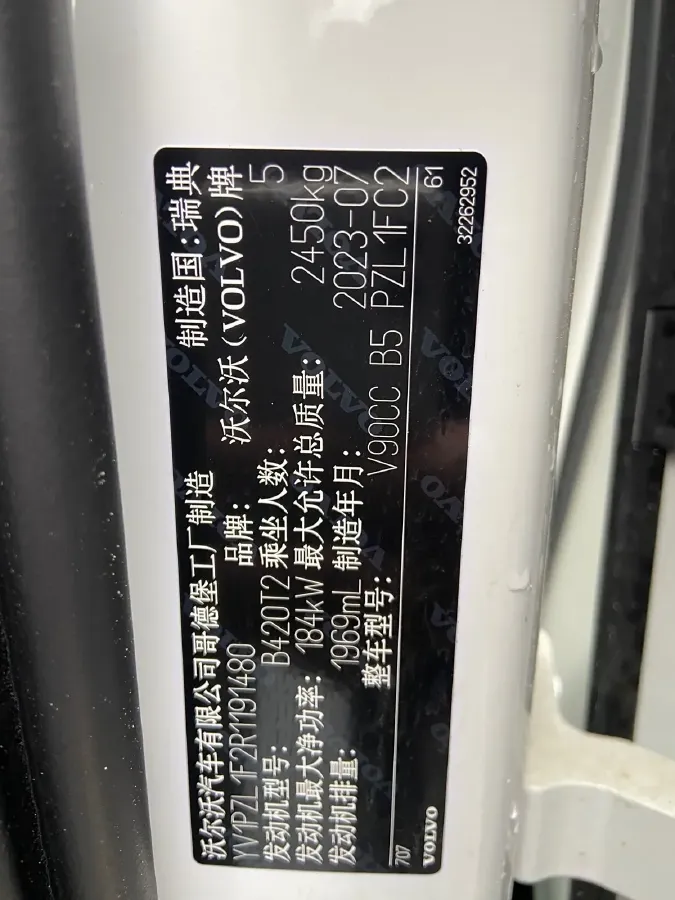 沃尔沃汽车有限公司哥德堡工厂制造 制造国:瑞典
YV1PZL1F2R1191480 品牌: 沃尔沃(VOLVO)牌
发动机型号: B420T2 乘坐人数: 5
发动机最大净功率: 184kW 最大允许总质量: 2450kg
发动机排量: 1969mL 制造年月: 2023-07
整车型号: V90CC B5 PZL1FC2
707 61
VOLVO 32262952
VOLVO
VOLVO
VOLVO